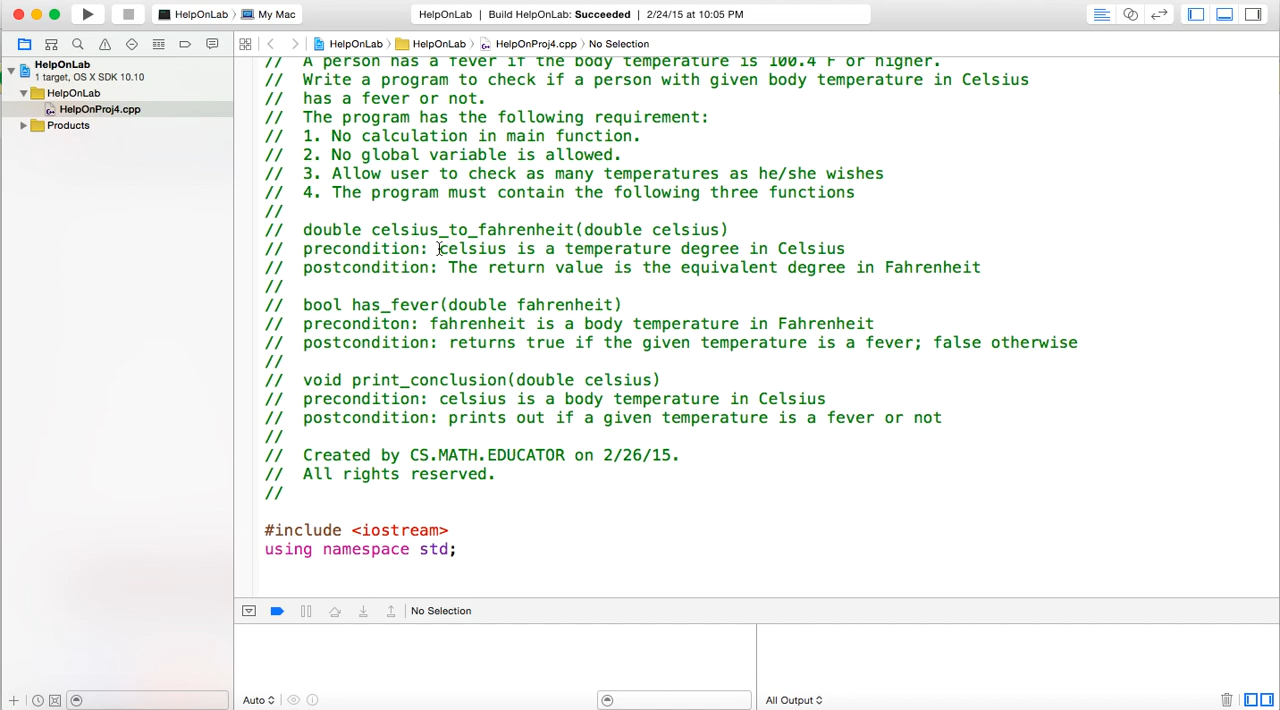 HelpOnLab 〉 My Mac
HelpOnLab | Build HelpOnLab: Succeeded | 2/24/15 at 10:05 PM
HelpOnLab 〉 HelpOnLab 〉 HelpOnProj4.cpp 〉 No Selection
HelpOnLab
1 target, OS X SDK 10.10
HelpOnLab
HelpOnProj4.cpp
Products
// A person has a fever if the body temperature is 100.4 F or higher.
// Write a program to check if a person with given body temperature in Celsius
// has a fever or not.
// The program has the following requirement:
// 1. No calculation in main function.
// 2. No global variable is allowed.
// 3. Allow user to check as many temperatures as he/she wishes
// 4. The program must contain the following three functions
//
// double celsius_to_fahrenheit(double celsius)
// precondition: celsius is a temperature degree in Celsius
// postcondition: The return value is the equivalent degree in Fahrenheit
//
// bool has_fever(double fahrenheit)
// preconditon: fahrenheit is a body temperature in Fahrenheit
// postcondition: returns true if the given temperature is a fever; false otherwise
//
// void print_conclusion(double celsius)
// precondition: celsius is a body temperature in Celsius
// postcondition: prints out if a given temperature is a fever or not
//
// Created by CS.MATH.EDUCATOR on 2/26/15.
// All rights reserved.
//
#include <iostream>
using namespace std;
No Selection
Auto
All Output